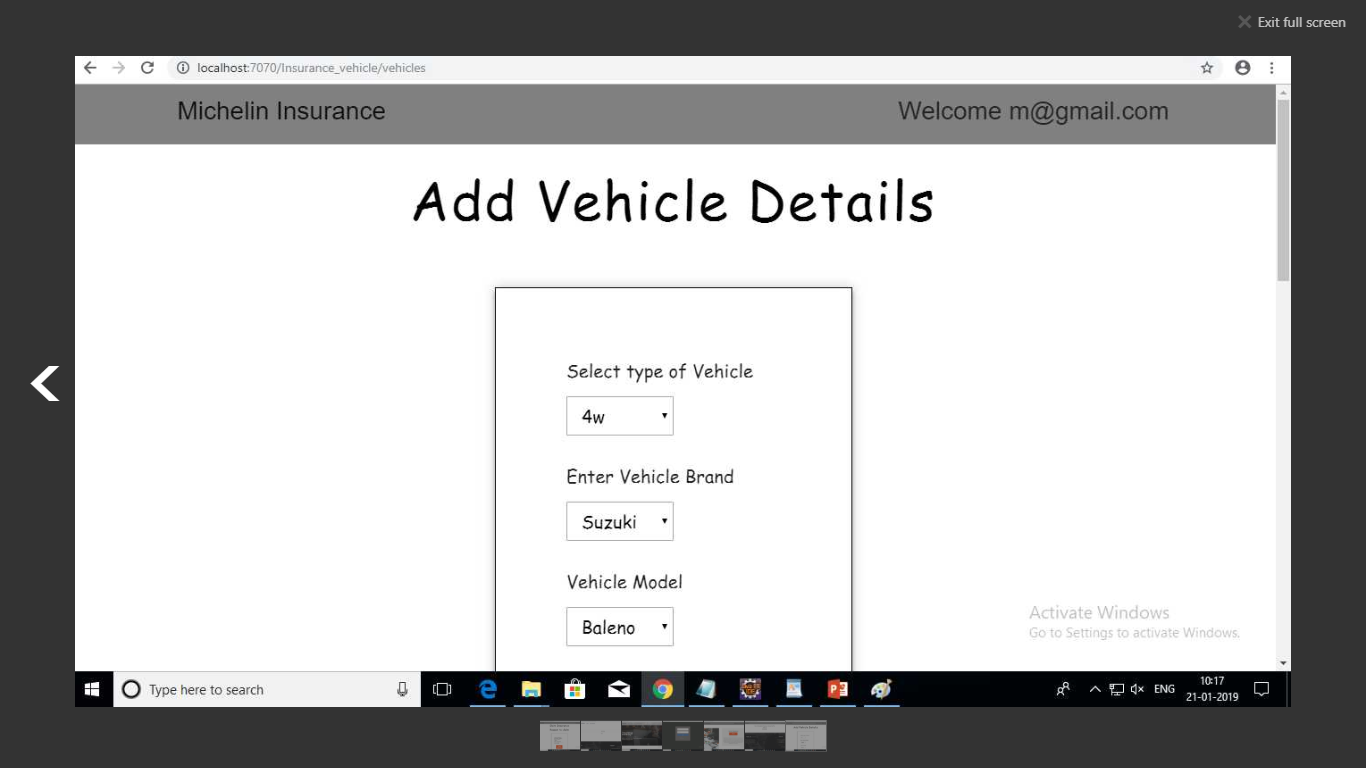 Exit full screen
localhost:7070/Insurance_vehicle/vehicles
Michelin Insurance
Welcome m@gmail.com
Add Vehicle Details
Select type of Vehicle
4w
Enter Vehicle Brand
Suzuki
Vehicle Model
Baleno
Activate Windows
Go to Settings to activate Windows.
Type here to search
ENG
10:17
21-01-2019